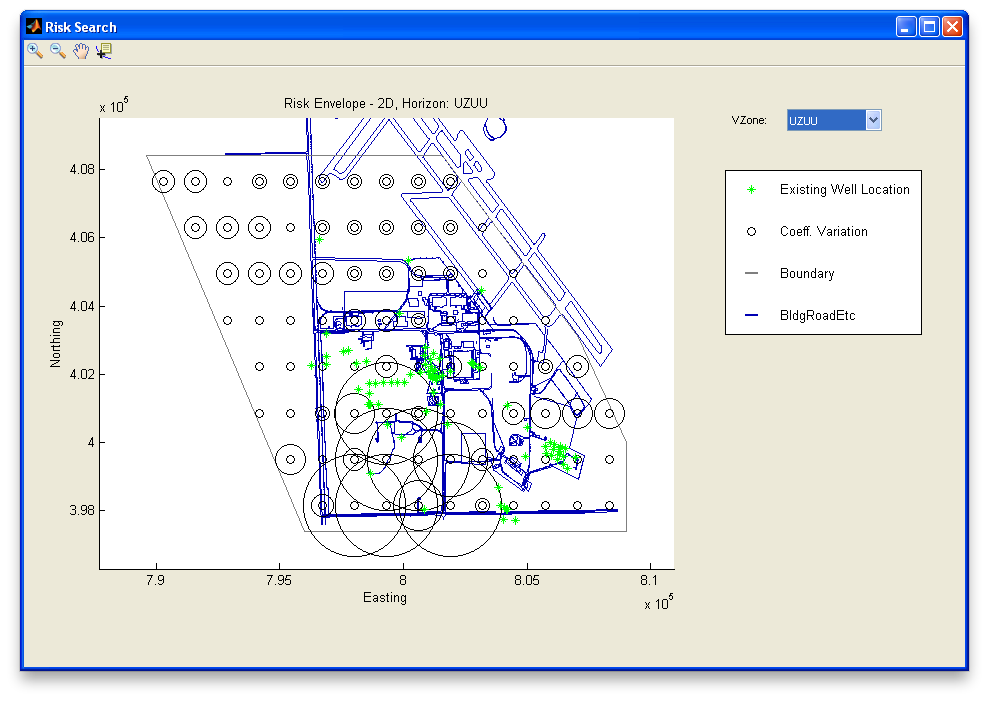 Risk Search
Risk Envelope - 2D, Horizon: UZUU
x 10^5
VZone: UZUU
4.08
4.06
4.04
4.02
4
3.98
Northing
7.9 7.95 8 8.05 8.1
Easting
x 10^5
Existing Well Location
Coeff. Variation
Boundary
BldgRoadEtc